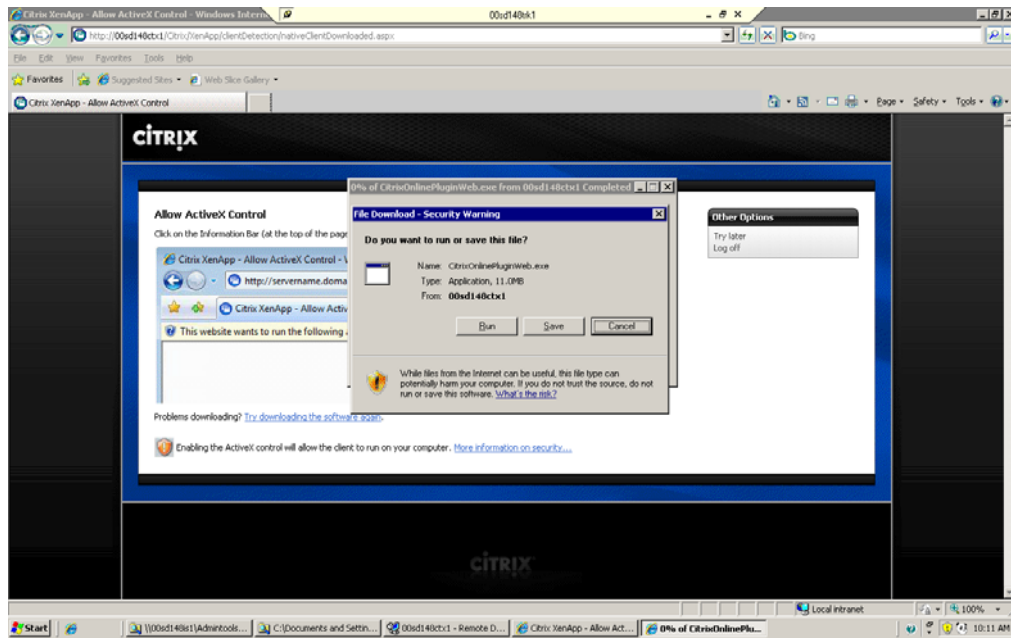 Citrix XenApp - Allow ActiveX Control - Windows Intern
00sd148tsk1
http://00sd148ctx1/Citrix/XenApp/clientDetection/nativeClientDownloaded.aspx
Bing
File Edit View Favorites Tools Help
Favorites Suggested Sites Web Slice Gallery
Citrix XenApp - Allow ActiveX Control
Page Safety Tools
CITRIX
0% of CitrixOnlinePluginWeb.exe from 00sd148ctx1 Completed
Allow ActiveX Control
Click on the Information Bar (at the top of the page
Citrix XenApp - Allow ActiveX Control -
http://servername.doma
Citrix XenApp - Allow Activ
This website wants to run the following
File Download - Security Warning
Do you want to run or save this file?
Name: CitrixOnlinePluginWeb.exe
Type: Application, 11.0MB
From: 00sd148ctx1
Run Save Cancel
While files from the Internet can be useful, this file type can
potentially harm your computer. If you do not trust the source, do not
run or save this software. What's the risk?
Other Options
Try later
Log off
Problems downloading? Try downloading the software again.
Enabling the ActiveX control will allow the client to run on your computer. More information on security...
CITRIX
Local intranet
100%
Start
\\00sd148is1\Admintools...
C:\Documents and Settin...
00sd148ctx1 - Remote D...
Citrix XenApp - Allow Act...
0% of CitrixOnlinePlu...
10:11 AM